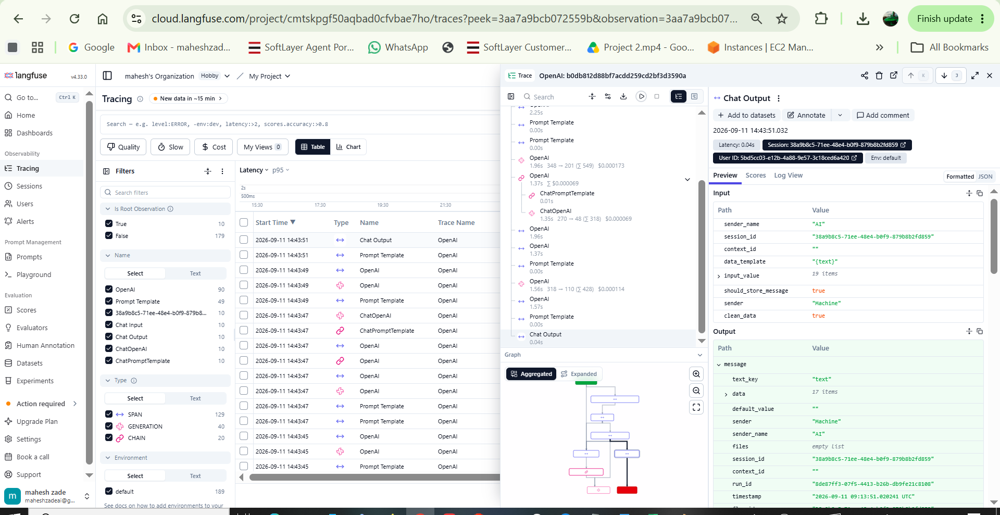 cloud.langfuse.com/project/cmtskpgf50aqbad0cfvbae7ho/traces?peek=3aa7a9bcb072559b&observation=3aa7a9bcb07...
Finish update
Google
Inbox - maheshzad...
SoftLayer Agent Por...
WhatsApp
SoftLayer Customer...
Project 2.mp4 - Goo...
Instances | EC2 Man...
All Bookmarks
langfuse
v4.33.0
Go to...
Ctrl K
Home
Dashboards
Observability
Tracing
Sessions
Users
Alerts
Prompt Management
Prompts
Playground
Evaluation
Scores
Evaluators
Human Annotation
Datasets
Experiments
Action required
Upgrade Plan
Settings
Book a call
Support
m
mahesh zade
maheshzadeai@g...
mahesh's Organization
Hobby
My Project
Tracing
New data in ~15 min
Search — e.g. level:ERROR, -env:dev, latency:>2, scores.accuracy:>0.8
Quality
Slow
Cost
My Views 0
Table
Chart
Filters
Search filters
Is Root Observation
True 10
False 179
Name
Select Text
OpenAI 90
Prompt Template 49
38a9b8c5-71ee-48e4-b0f9-879b8... 10
Chat Input 10
Chat Output 10
ChatOpenAI 10
ChatPromptTemplate 10
Type
Select Text
SPAN 129
GENERATION 40
CHAIN 20
Environment
Select Text
default 189
See docs on how to add environments to your
Latency p95
2s
500ms
15:30 17:30 19:30 21:30
Start Time Type Name Trace Name
2026-09-11 14:43:51 Chat Output OpenAI
2026-09-11 14:43:51 Prompt Template OpenAI
2026-09-11 14:43:49 OpenAI OpenAI
2026-09-11 14:43:49 OpenAI OpenAI
2026-09-11 14:43:49 Prompt Template OpenAI
2026-09-11 14:43:47 ChatOpenAI OpenAI
2026-09-11 14:43:47 ChatPromptTemplate OpenAI
2026-09-11 14:43:47 OpenAI OpenAI
2026-09-11 14:43:47 OpenAI OpenAI
2026-09-11 14:43:47 OpenAI OpenAI
2026-09-11 14:43:47 OpenAI OpenAI
2026-09-11 14:43:47 Prompt Template OpenAI
2026-09-11 14:43:47 Prompt Template OpenAI
2026-09-11 14:43:45 OpenAI OpenAI
2026-09-11 14:43:45 OpenAI OpenAI
2026-09-11 14:43:45 Prompt Template OpenAI
Trace
OpenAI: b0db812d88bf7acdd259cd2bf3d3590a
K
J
Search
OpenAI
2.25s
Prompt Template
0.00s
Prompt Template
0.00s
OpenAI
1.96s 348 → 201 (∑ 549) $0.000173
OpenAI
1.37s ∑ $0.000069
ChatPromptTemplate
0.01s
ChatOpenAI
1.35s 270 → 48 (∑ 318) $0.000069
OpenAI
1.96s
OpenAI
1.37s
Prompt Template
0.00s
OpenAI
1.56s 318 → 110 (∑ 428) $0.000114
OpenAI
1.57s
Prompt Template
0.00s
Chat Output
0.04s
Graph
Aggregated
Expanded
Chat Output
Add to datasets
Annotate
Add comment
2026-09-11 14:43:51.032
Latency: 0.04s
Session: 38a9b8c5-71ee-48e4-b0f9-879b8b2fd859
User ID: 5bd5cc03-e12b-4a88-9e57-3c18ced6a420
Env: default
Preview Scores Log View
Formatted JSON
Input
Path Value
sender_name "AI"
session_id "38a9b8c5-71ee-48e4-b0f9-879b8b2fd859"
context_id ""
data_template "{text}"
input_value 19 items
should_store_message true
sender "Machine"
clean_data true
Output
Path Value
message
text_key "text"
data 17 items
default_value ""
sender "Machine"
sender_name "AI"
files empty list
session_id "38a9b8c5-71ee-48e4-b0f9-879b8b2fd859"
context_id ""
run_id "8de87ff3-07f5-4413-b26b-db9fe21c8108"
timestamp "2026-09-11 09:13:51.020241 UTC"